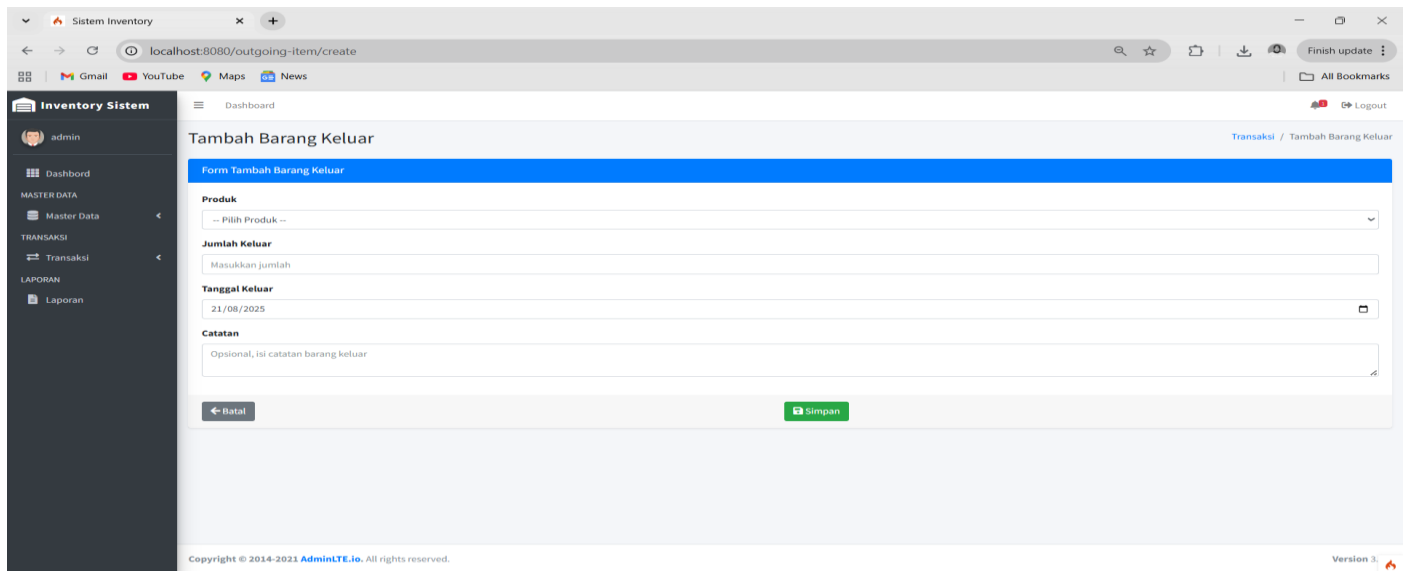 Sistem Inventory
localhost:8080/outgoing-item/create
Finish update
Gmail YouTube Maps News
All Bookmarks
Inventory Sistem
Dashboard
Logout
admin
Tambah Barang Keluar
Transaksi / Tambah Barang Keluar
Dashbord
Form Tambah Barang Keluar
MASTER DATA
Master Data
TRANSAKSI
Transaksi
LAPORAN
Laporan
Produk
-- Pilih Produk --
Jumlah Keluar
Masukkan jumlah
Tanggal Keluar
21/08/2025
Catatan
Opsional, isi catatan barang keluar
Batal
Simpan
Copyright © 2014-2021 AdminLTE.io. All rights reserved.
Version 3.